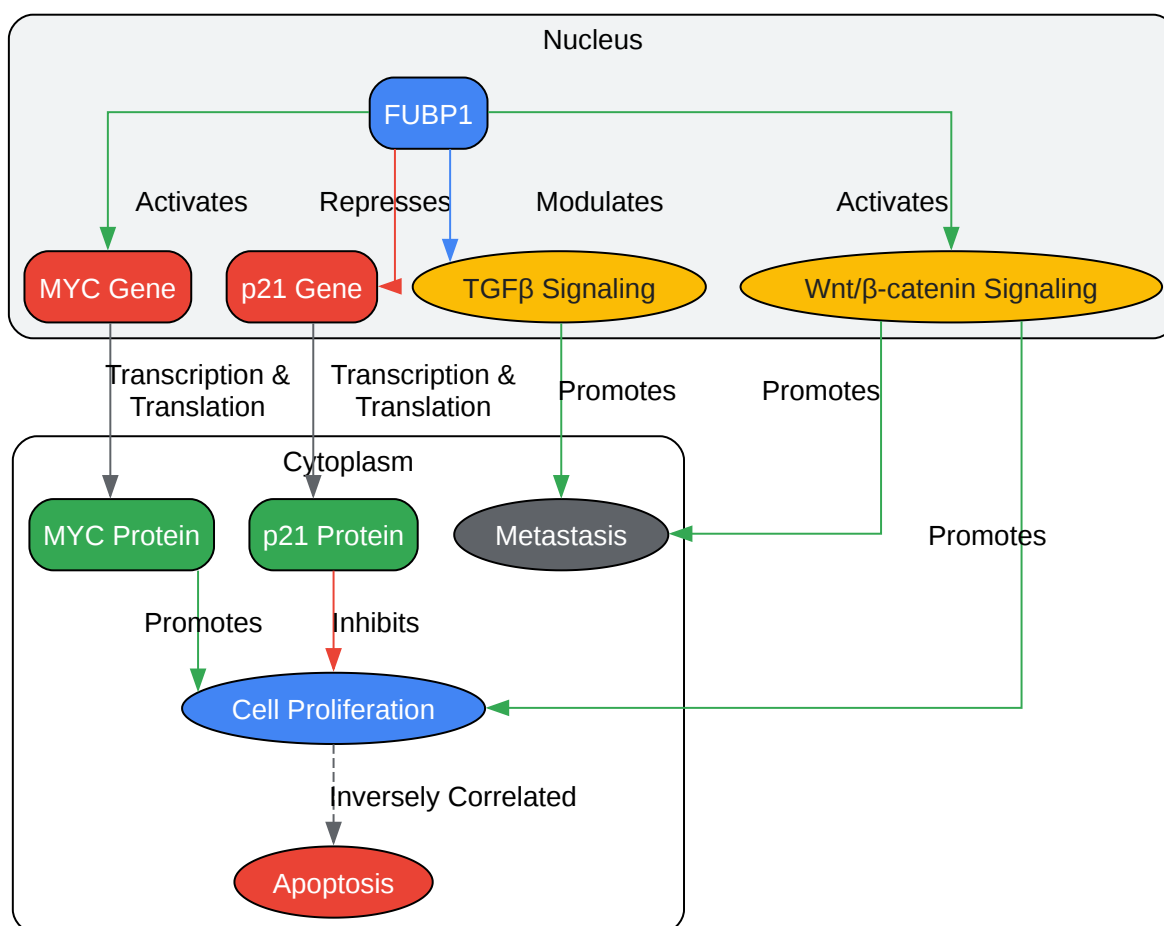 Nucleus
FUBP1
Activates
Represses
Modulates
Activates
MYC Gene
p21 Gene
TGFβ Signaling
Wnt/β-catenin Signaling
Transcription &
Translation
Transcription &
Translation
Promotes
Promotes
Cytoplasm
MYC Protein
p21 Protein
Metastasis
Promotes
Promotes
Inhibits
Cell Proliferation
Inversely Correlated
Apoptosis